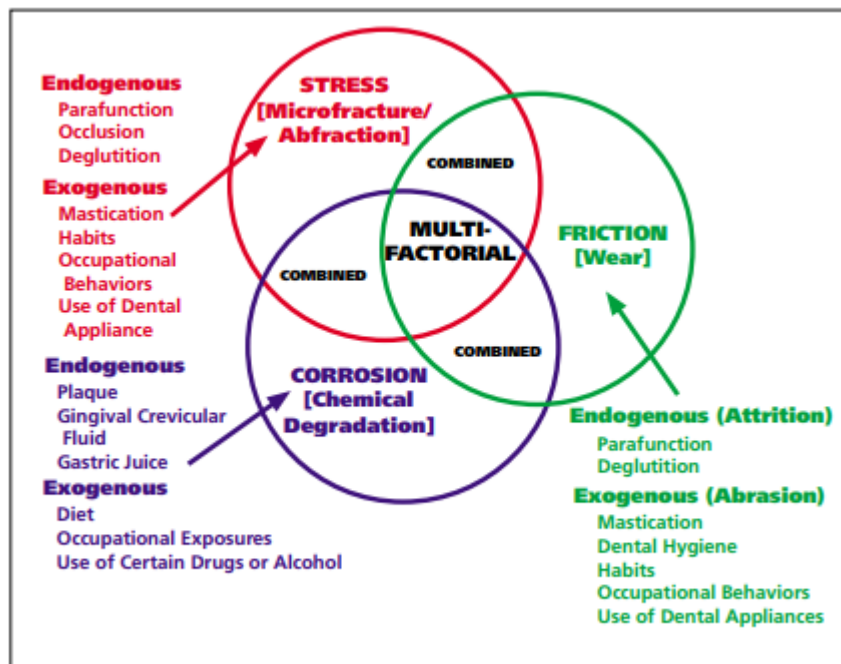 Endogenous
Parafunction
Occlusion
Deglutition
Exogenous
Mastication
Habits
Occupational
Behaviors
Use of Dental
Appliance
STRESS
[Microfracture/
Abfraction]
COMBINED
MULTI-
FACTORIAL
FRICTION
[Wear]
COMBINED
COMBINED
CORROSION
[Chemical
Degradation]
Endogenous
Plaque
Gingival Crevicular
Fluid
Gastric Juice
Exogenous
Diet
Occupational Exposures
Use of Certain Drugs or Alcohol
Endogenous (Attrition)
Parafunction
Deglutition
Exogenous (Abrasion)
Mastication
Dental Hygiene
Habits
Occupational Behaviors
Use of Dental Appliances